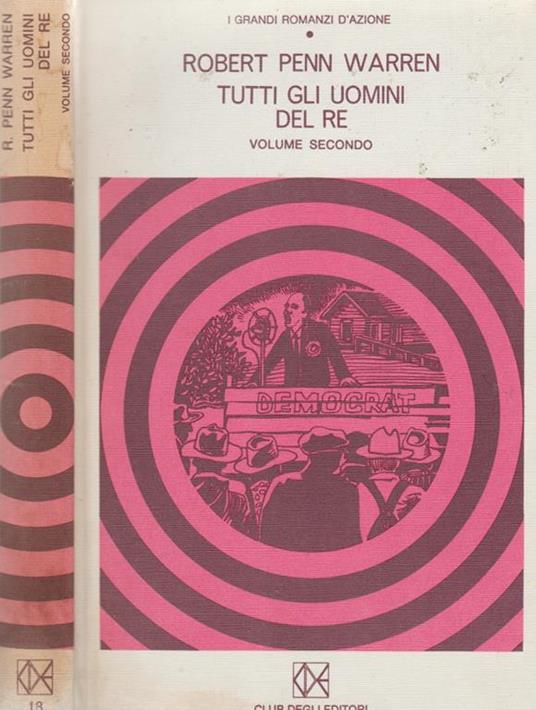 R. PENN WARREN
TUTTI GLI UOMINI
DEL RE
VOLUME SECONDO
18
I GRANDI ROMANZI D'AZIONE
ROBERT PENN WARREN
TUTTI GLI UOMINI
DEL RE
VOLUME SECONDO
DEMOCRAT
CLUB DEGLI EDITORI